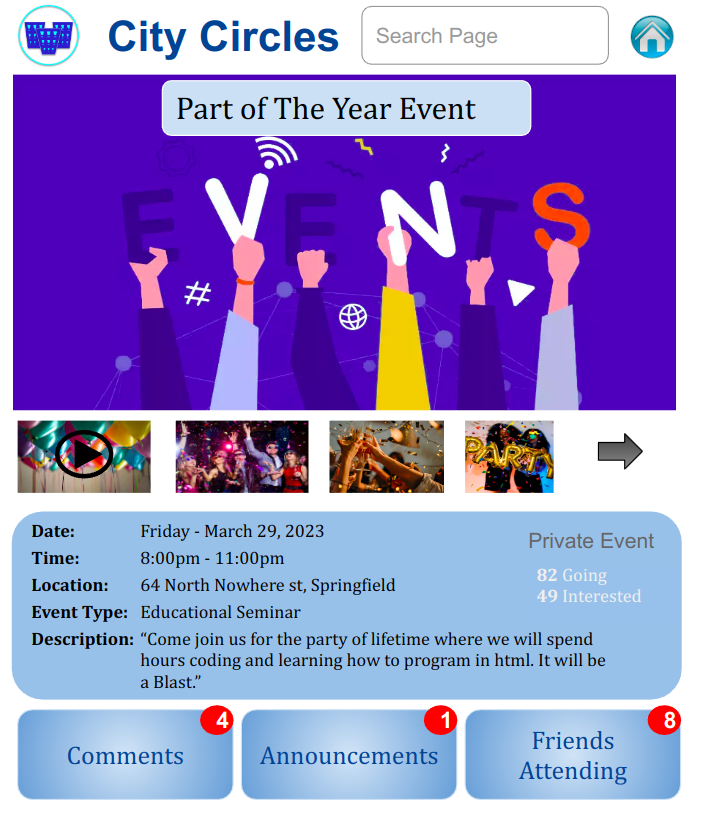 City Circles
Search Page
Part of The Year Event
EVENTS
#
PARTY
Date: Friday - March 29, 2023
Private Event
Time: 8:00pm - 11:00pm
82 Going
Location: 64 North Nowhere st, Springfield
49 Interested
Event Type: Educational Seminar
Description: “Come join us for the party of lifetime where we will spend
hours coding and learning how to program in html. It will be
a Blast.”
4
Comments
1
Announcements
8
Friends
Attending